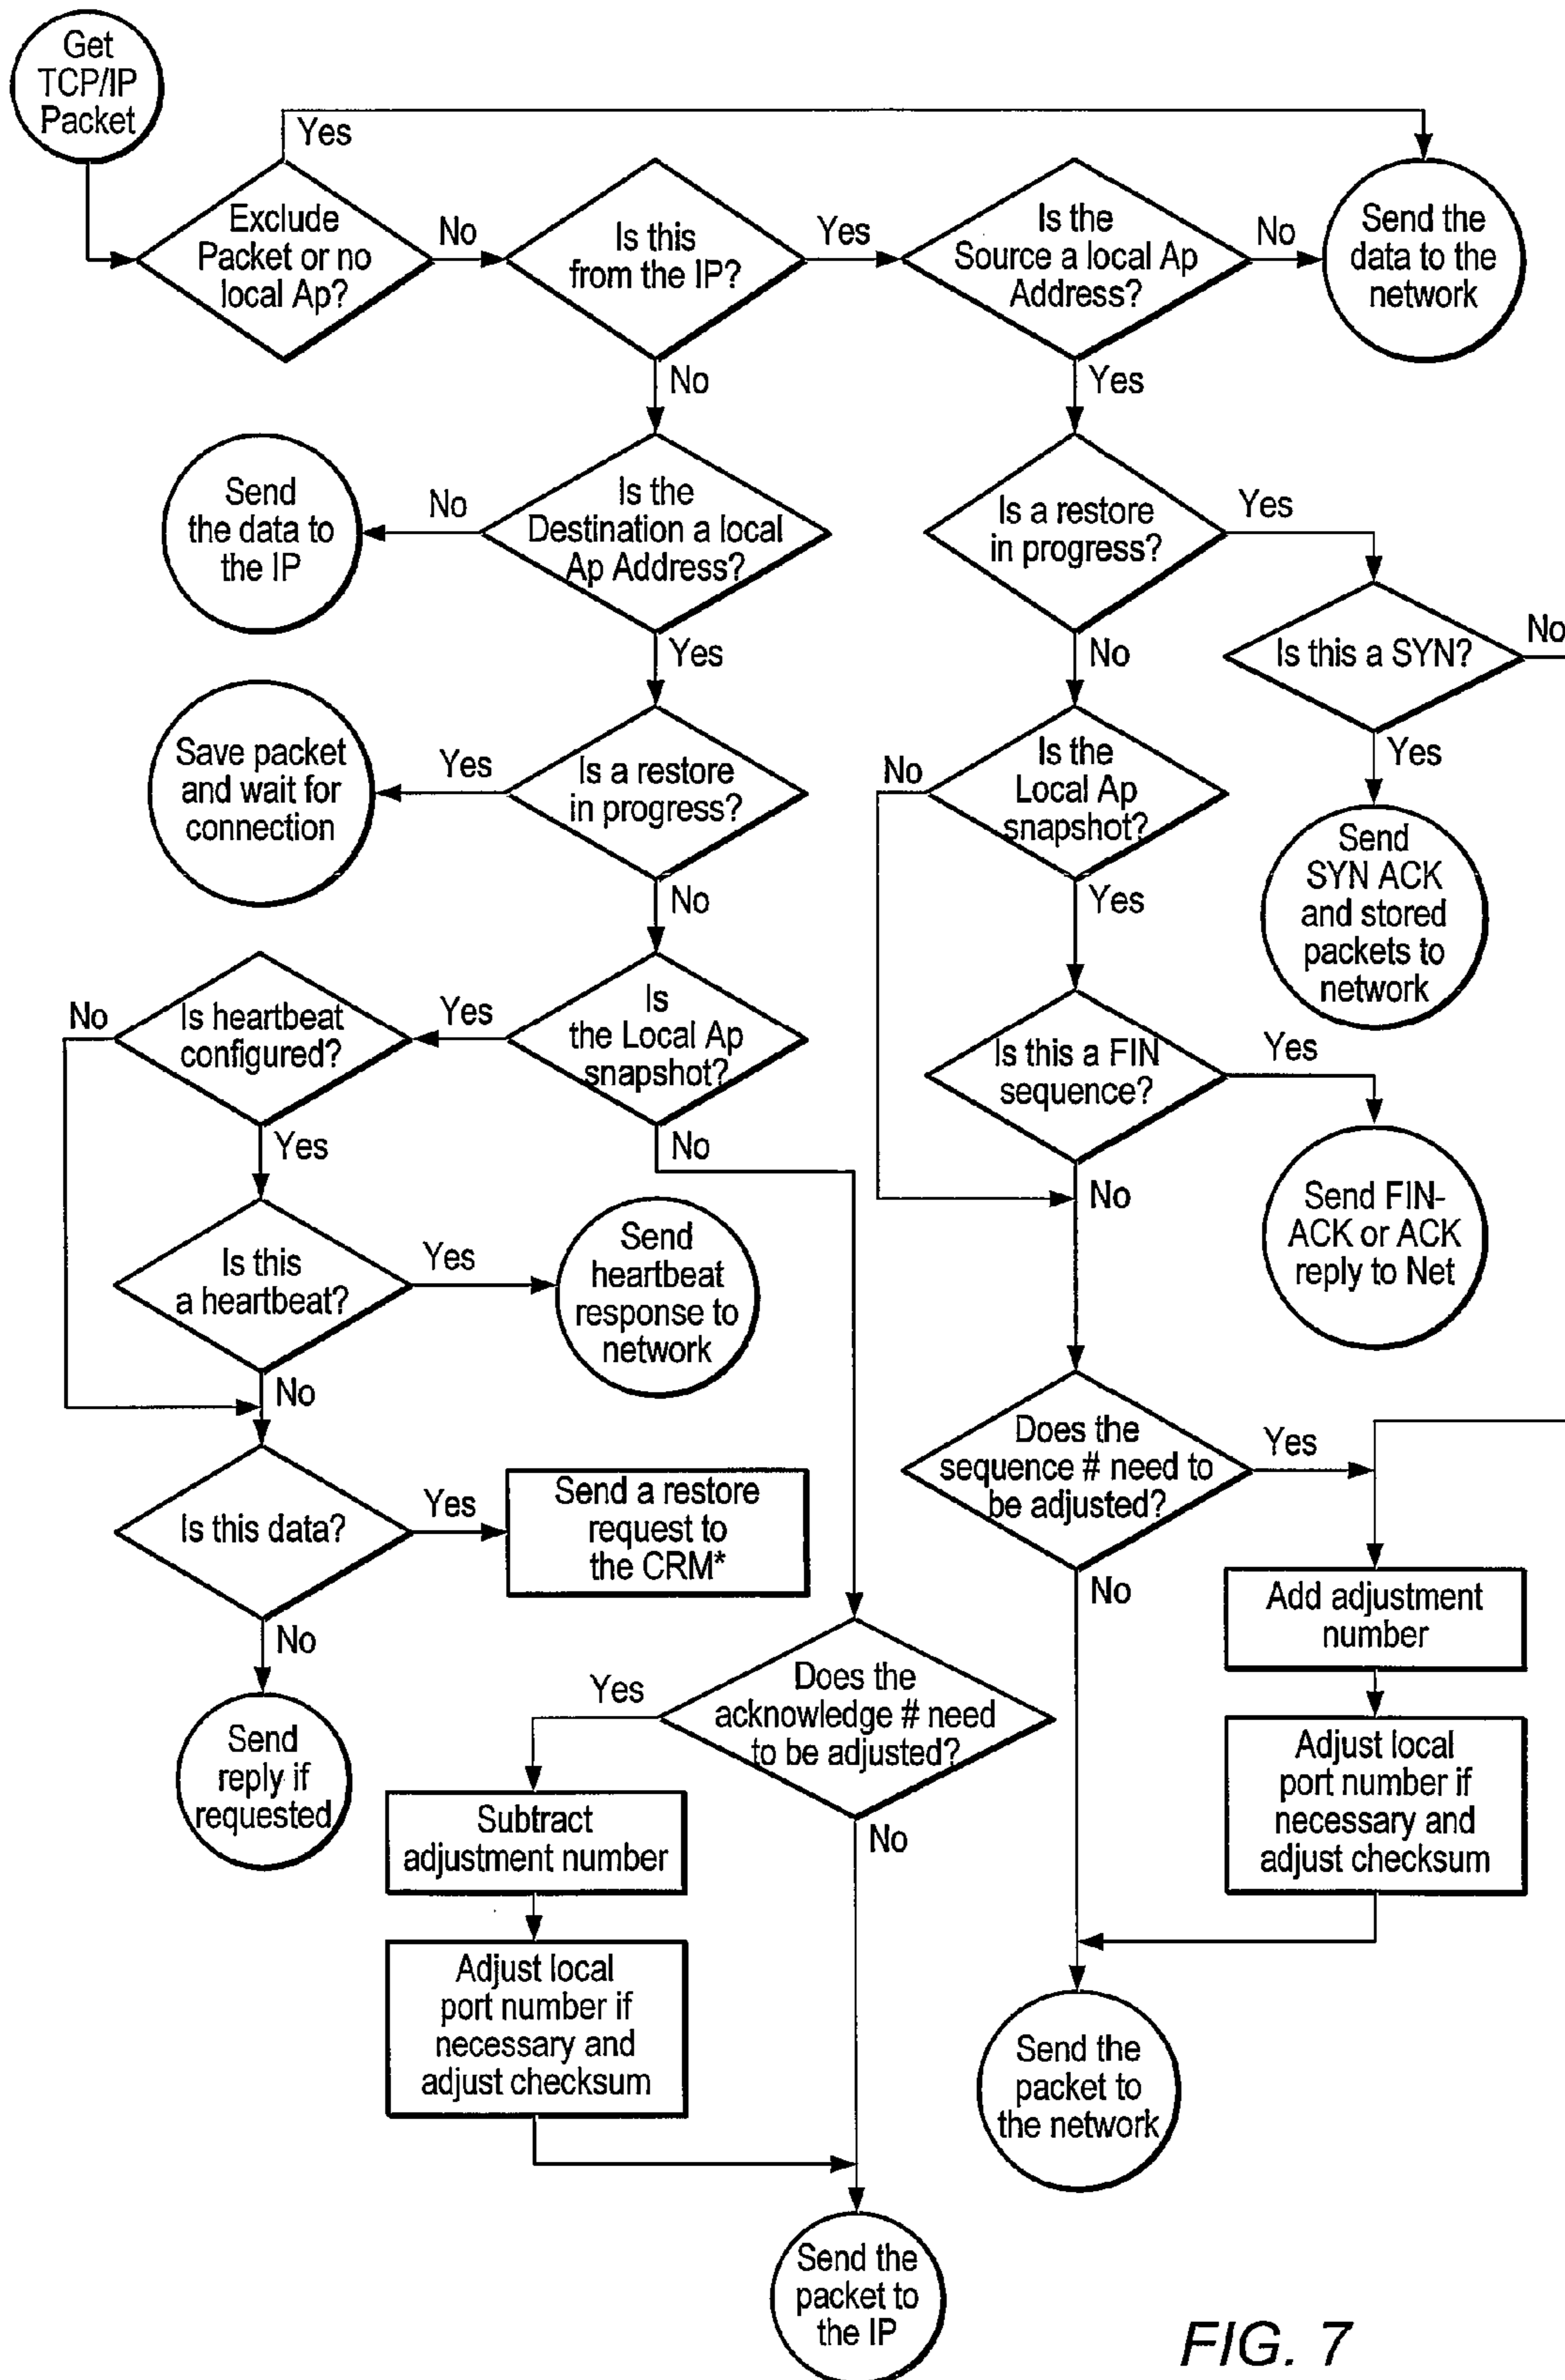 Get
TCP/IP
Packet
Yes
Exclude
Packet or no
local Ap?
No
Is this
from the IP?
Yes
Is the
Source a local Ap
Address?
No
Send the
data to the
network
No
Yes
Send
the data to
the IP
No
Is the
Destination a local
Ap Address?
Is a restore
in progress?
Yes
Yes
No
Is this a SYN?
No
Save packet
and wait for
connection
Yes
Is a restore
in progress?
No
Is the
Local Ap
snapshot?
Yes
No
Yes
Send
SYN ACK
and stored
packets to
network
No
Is heartbeat
configured?
Yes
Is
the Local Ap
snapshot?
Is this a FIN
sequence?
Yes
Yes
No
No
Send FIN-
ACK or ACK
reply to Net
Is this
a heartbeat?
Yes
Send
heartbeat
response to
network
No
Does the
sequence # need to
be adjusted?
Yes
Is this data?
Yes
Send a restore
request to
the CRM*
No
No
Add adjustment
number
Send
reply if
requested
Yes
Does the
acknowledge # need
to be adjusted?
Adjust local
port number if
necessary and
adjust checksum
Subtract
adjustment number
No
Adjust local
port number if
necessary and
adjust checksum
Send the
packet to
the network
Send the
packet to
the IP
FIG. 7